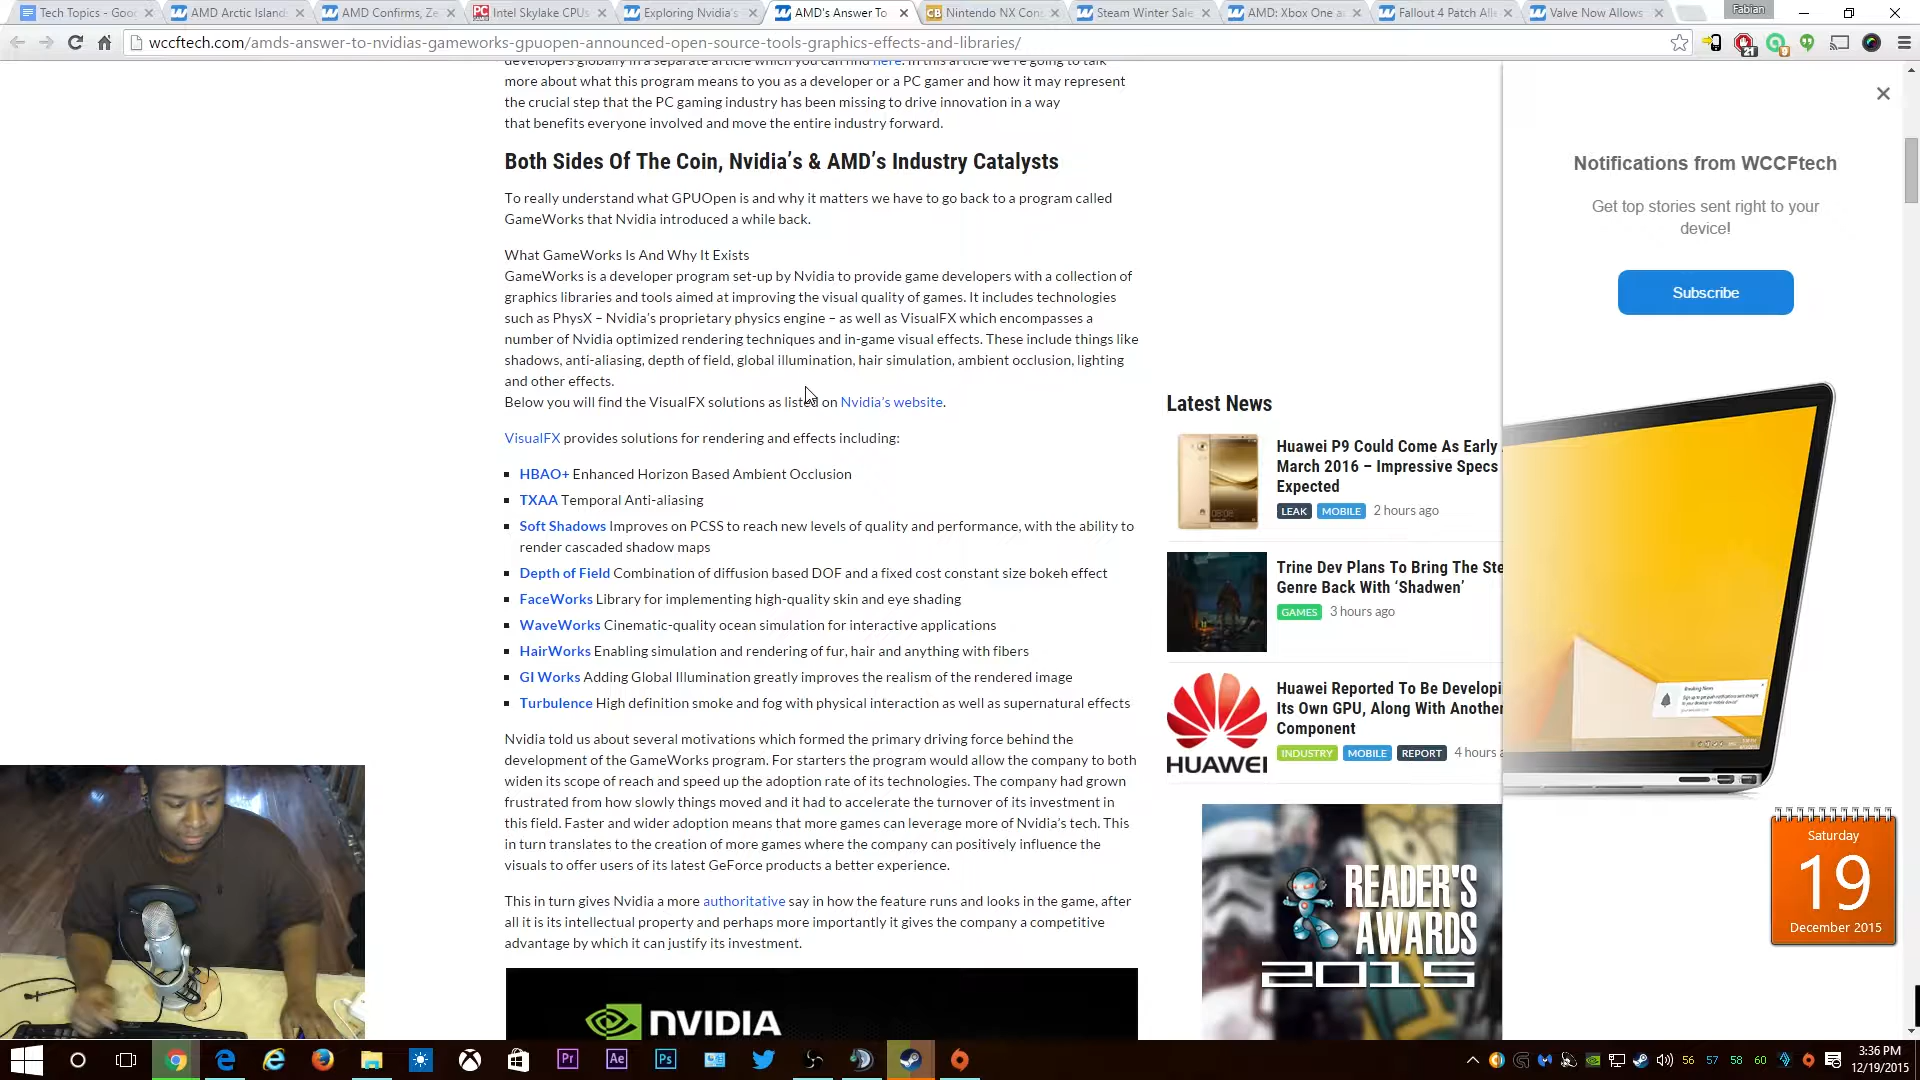 Tech Topics - Goo
AMD Arctic Island
AMD Confirms, Ze
Intel Skylake CPUs
Exploring Nvidia's
AMD's Answer To
Nintendo NX Con
Steam Winter Sale
AMD: Xbox One a
Fallout 4 Patch All
Valve Now Allows
Fabian
wccftech.com/amds-answer-to-nvidias-gameworks-gpuopen-announced-open-source-tools-graphics-effects-and-libraries/
21
developers globally in a separate article which you can find here. In this article we're going to talk
more about what this program means to you as a developer or a PC gamer and how it may represent
the crucial step that the PC gaming industry has been missing to drive innovation in a way
that benefits everyone involved and move the entire industry forward.
Both Sides Of The Coin, Nvidia's & AMD's Industry Catalysts
To really understand what GPUOpen is and why it matters we have to go back to a program called
GameWorks that Nvidia introduced a while back.
What GameWorks Is And Why It Exists
GameWorks is a developer program set-up by Nvidia to provide game developers with a collection of
graphics libraries and tools aimed at improving the visual quality of games. It includes technologies
such as PhysX – Nvidia's proprietary physics engine – as well as VisualFX which encompasses a
number of Nvidia optimized rendering techniques and in-game visual effects. These include things like
shadows, anti-aliasing, depth of field, global illumination, hair simulation, ambient occlusion, lighting
and other effects.
Below you will find the VisualFX solutions as listed on Nvidia's website.
VisualFX provides solutions for rendering and effects including:
HBAO+ Enhanced Horizon Based Ambient Occlusion
TXAA Temporal Anti-aliasing
Soft Shadows Improves on PCSS to reach new levels of quality and performance, with the ability to
render cascaded shadow maps
Depth of Field Combination of diffusion based DOF and a fixed cost constant size bokeh effect
FaceWorks Library for implementing high-quality skin and eye shading
WaveWorks Cinematic-quality ocean simulation for interactive applications
HairWorks Enabling simulation and rendering of fur, hair and anything with fibers
GI Works Adding Global Illumination greatly improves the realism of the rendered image
Turbulence High definition smoke and fog with physical interaction as well as supernatural effects
Nvidia told us about several motivations which formed the primary driving force behind the
development of the GameWorks program. For starters the program would allow the company to both
widen its scope of reach and speed up the adoption rate of its technologies. The company had grown
frustrated from how slowly things moved and it had to accelerate the turnover of its investment in
this field. Faster and wider adoption means that more games can leverage more of Nvidia's tech. This
in turn translates to the creation of more games where the company can positively influence the
visuals to offer users of its latest GeForce products a better experience.
This in turn gives Nvidia a more authoritative say in how the feature runs and looks in the game, after
all it is its intellectual property and perhaps more importantly it gives the company a competitive
advantage by which it can justify its investment.
NVIDIA
Latest News
Huawei P9 Could Come As Early
March 2016 – Impressive Specs
Expected
LEAK MOBILE 2 hours ago
Trine Dev Plans To Bring The Ste
Genre Back With 'Shadwen'
GAMES 3 hours ago
Huawei Reported To Be Developi
Its Own GPU, Along With Another
Component
INDUSTRY MOBILE REPORT 4 hours a
HUAWEI
READER'S
AWARDS
2015
Notifications from WCCFtech
Get top stories sent right to your
device!
Subscribe
Saturday
19
December 2015
Pr
Ae
Ps
56 57 58 60
3:36 PM
12/19/2015